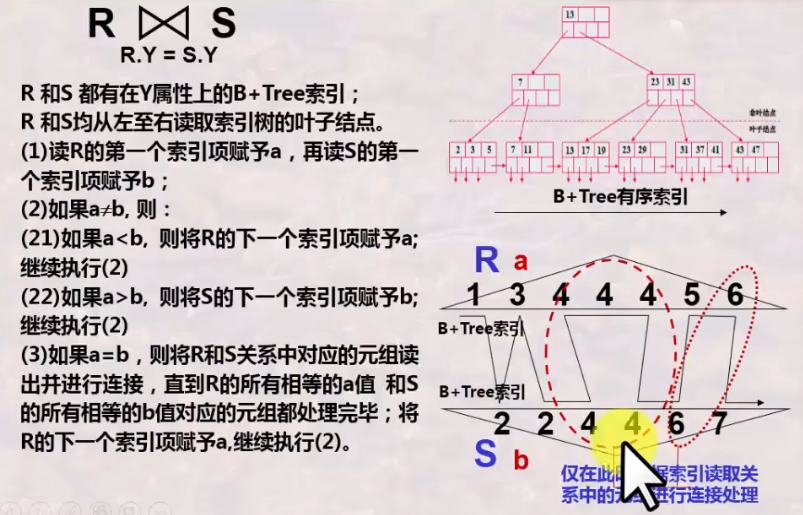 R ⋈ S
R.Y = S.Y
R 和S 都有在Y属性上的B+Tree索引；
R 和S均从左至右读取索引树的叶子结点。
(1)读R的第一个索引项赋予a，再读S的第一
个索引项赋予b；
(2)如果a≠b, 则：
(21)如果a<b, 则将R的下一个索引项赋予a;
继续执行(2)
(22)如果a>b, 则将S的下一个索引项赋予b;
继续执行(2)
(3)如果a=b，则将R和S关系中对应的元组读
出并进行连接，直到R的所有相等的a值 和S
的所有相等的b值对应的元组都处理完毕；将
R的下一个索引项赋予a,继续执行(2)。
13
7 23 31 43
非叶结点
叶子结点
2 3 5 7 11 13 17 19 23 29 31 37 41 43 47
B+Tree有序索引
R a
1 3 4 4 4 5 6
B+Tree索引
B+Tree索引
2 2 4 4 6 7
S b
仅在此 据索引读取关
系中的 进行连接处理